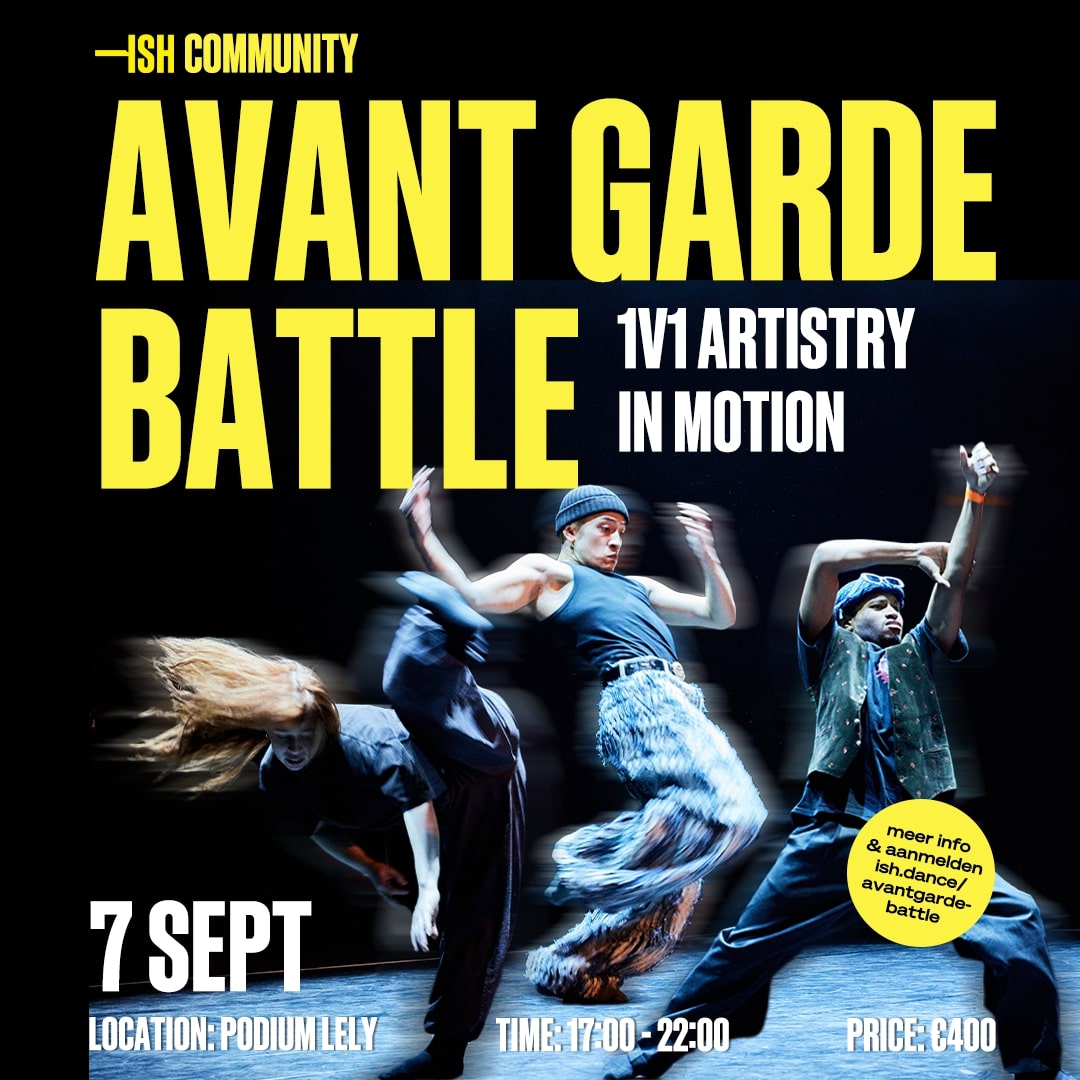 ISH COMMUNITY
AVANT GARDE
BATTLE
1V1 ARTISTRY
IN MOTION
meer info
& aanmelden
ish.dance/
avantgarde-
battle
7 SEPT
LOCATION: PODIUM LELY
TIME: 17:00 - 22:00
PRICE: €400